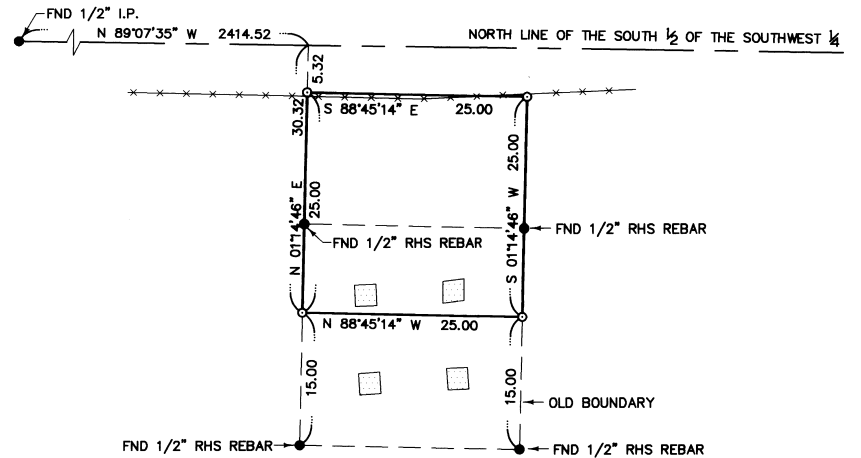 FND 1/2" I.P.
N 89°07'35" W 2414.52
NORTH LINE OF THE SOUTH 1/2 OF THE SOUTHWEST 1/4
5.32
S 88°45'14" E 25.00
30.32
N 01°14'46" E
25.00
S 01°14'46" W 25.00
FND 1/2" RHS REBAR
FND 1/2" RHS REBAR
N 88°45'14" W 25.00
15.00
15.00
OLD BOUNDARY
FND 1/2" RHS REBAR
FND 1/2" RHS REBAR